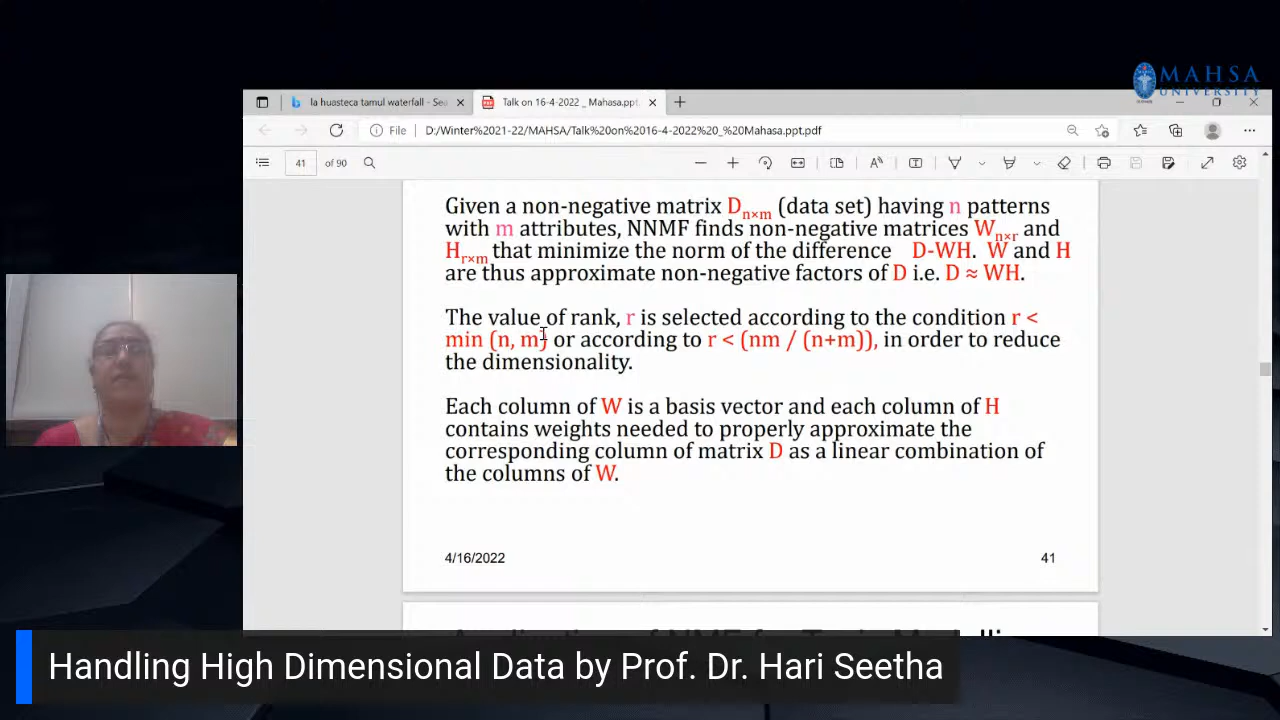 MAHSA
UNIVERSITY
la huasteca tamul waterfall - Sea
Talk on 16-4-2022 _ Mahasa.ppt.
File
D:/Winter%2021-22/MAHSA/Talk%20on%2016-4-2022%20_%20Mahasa.ppt.pdf
41 of 90
Given a non-negative matrix Dn×m (data set) having n patterns
with m attributes, NNMF finds non-negative matrices Wn×r and
Hr×m that minimize the norm of the difference D-WH. W and H
are thus approximate non-negative factors of D i.e. D ≈ WH.
The value of rank, r is selected according to the condition r <
min (n, m) or according to r < (nm / (n+m)), in order to reduce
the dimensionality.
Each column of W is a basis vector and each column of H
contains weights needed to properly approximate the
corresponding column of matrix D as a linear combination of
the columns of W.
4/16/2022 41
Handling High Dimensional Data by Prof. Dr. Hari Seetha